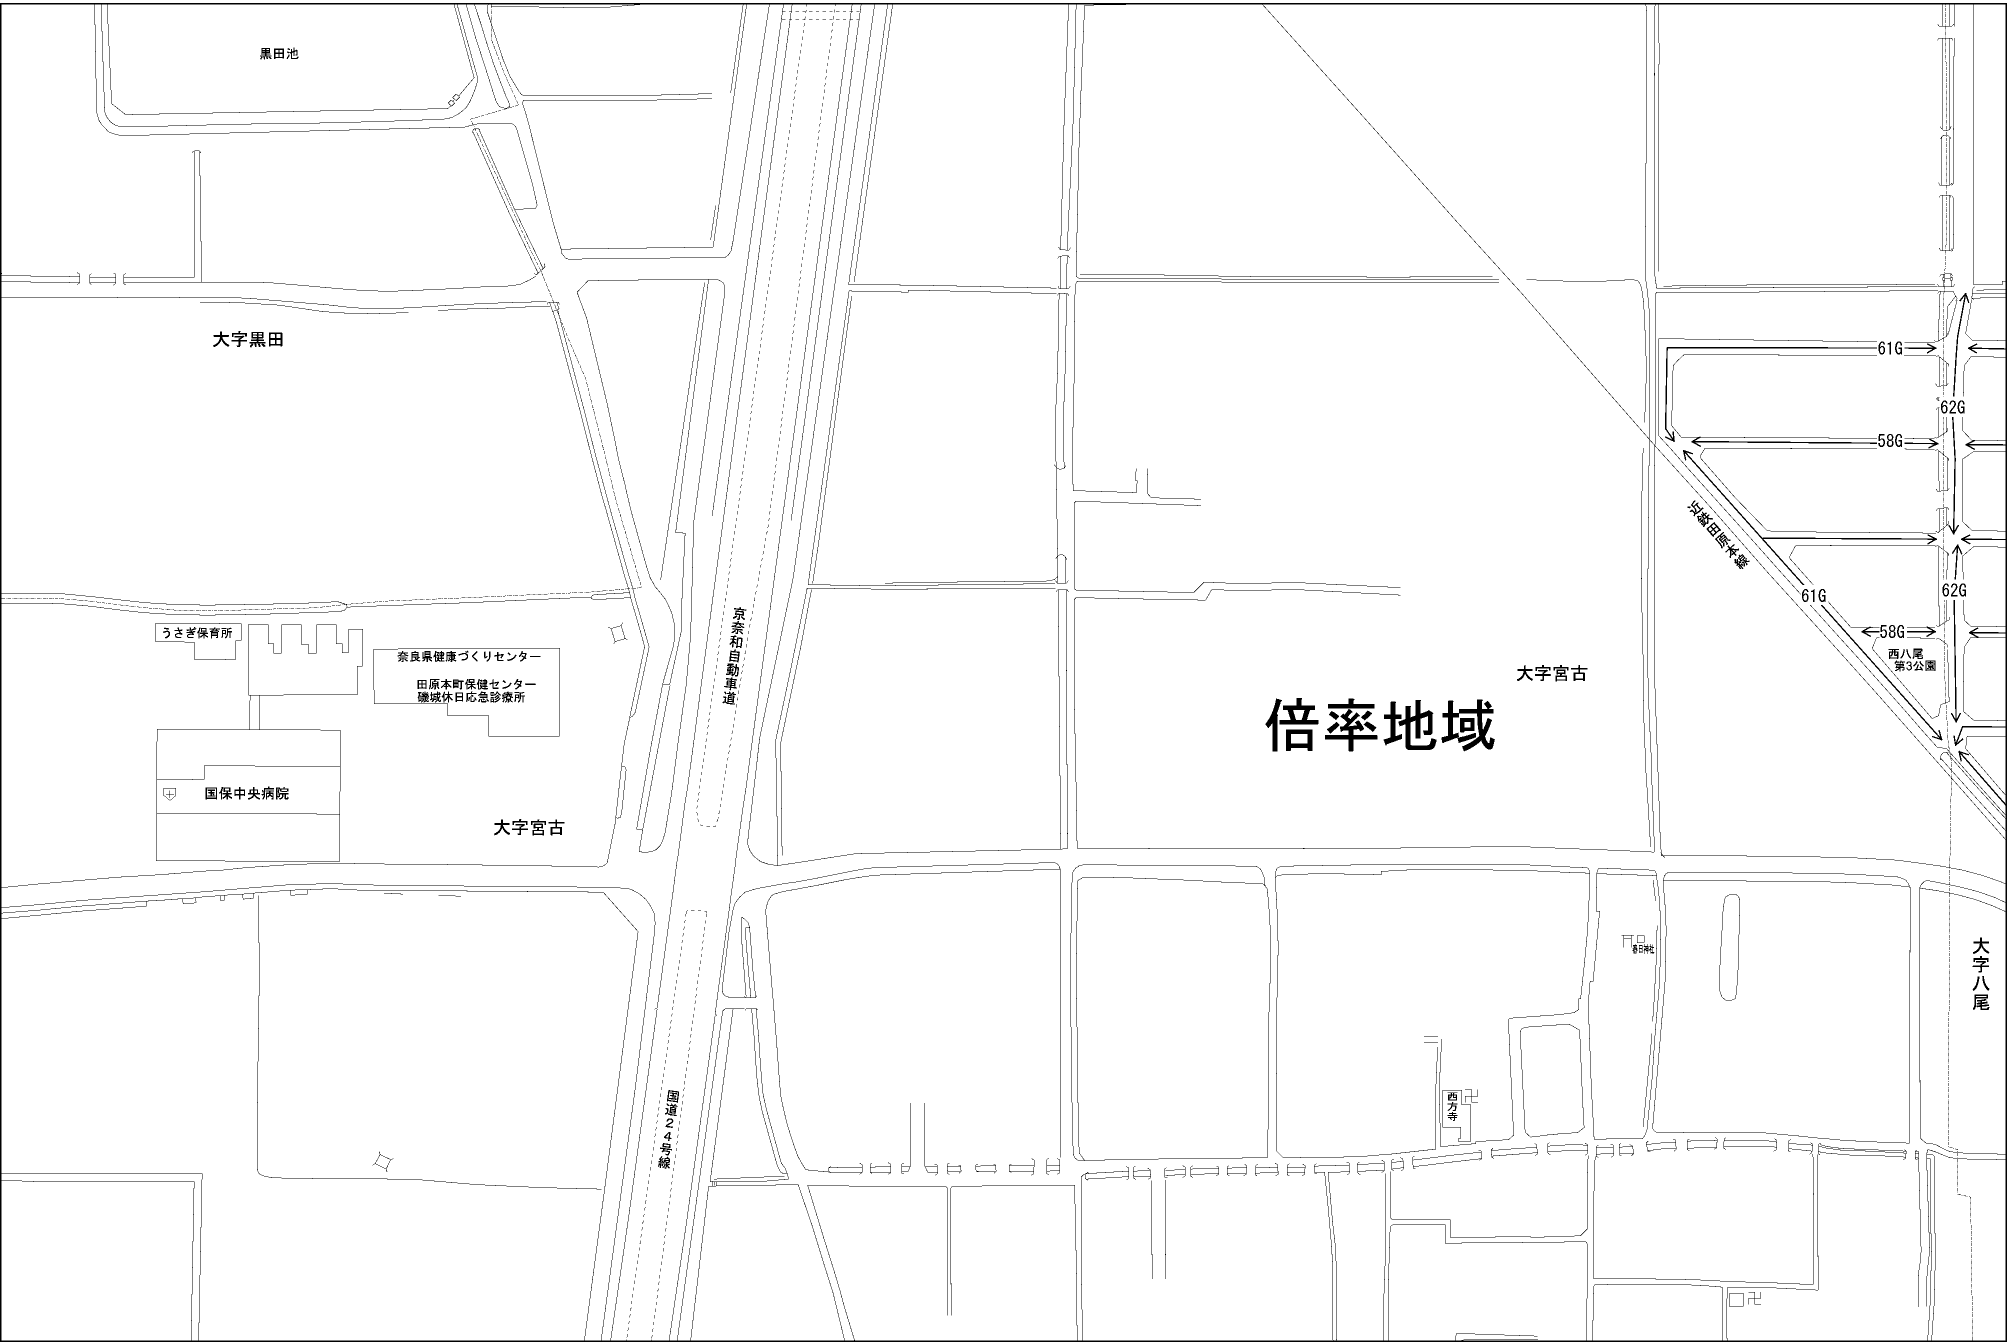 黒田池
大字黒田
61G
62G
58G
近鉄田原本線
61G
62G
58G
西八尾
第3公園
うさぎ保育所
奈良県健康づくりセンター
田原本町保健センター
磯城休日応急診療所
京奈和自動車道
大字宮古
倍率地域
国保中央病院
大字宮古
春日神社
大字八尾
西方寺
国道24号線